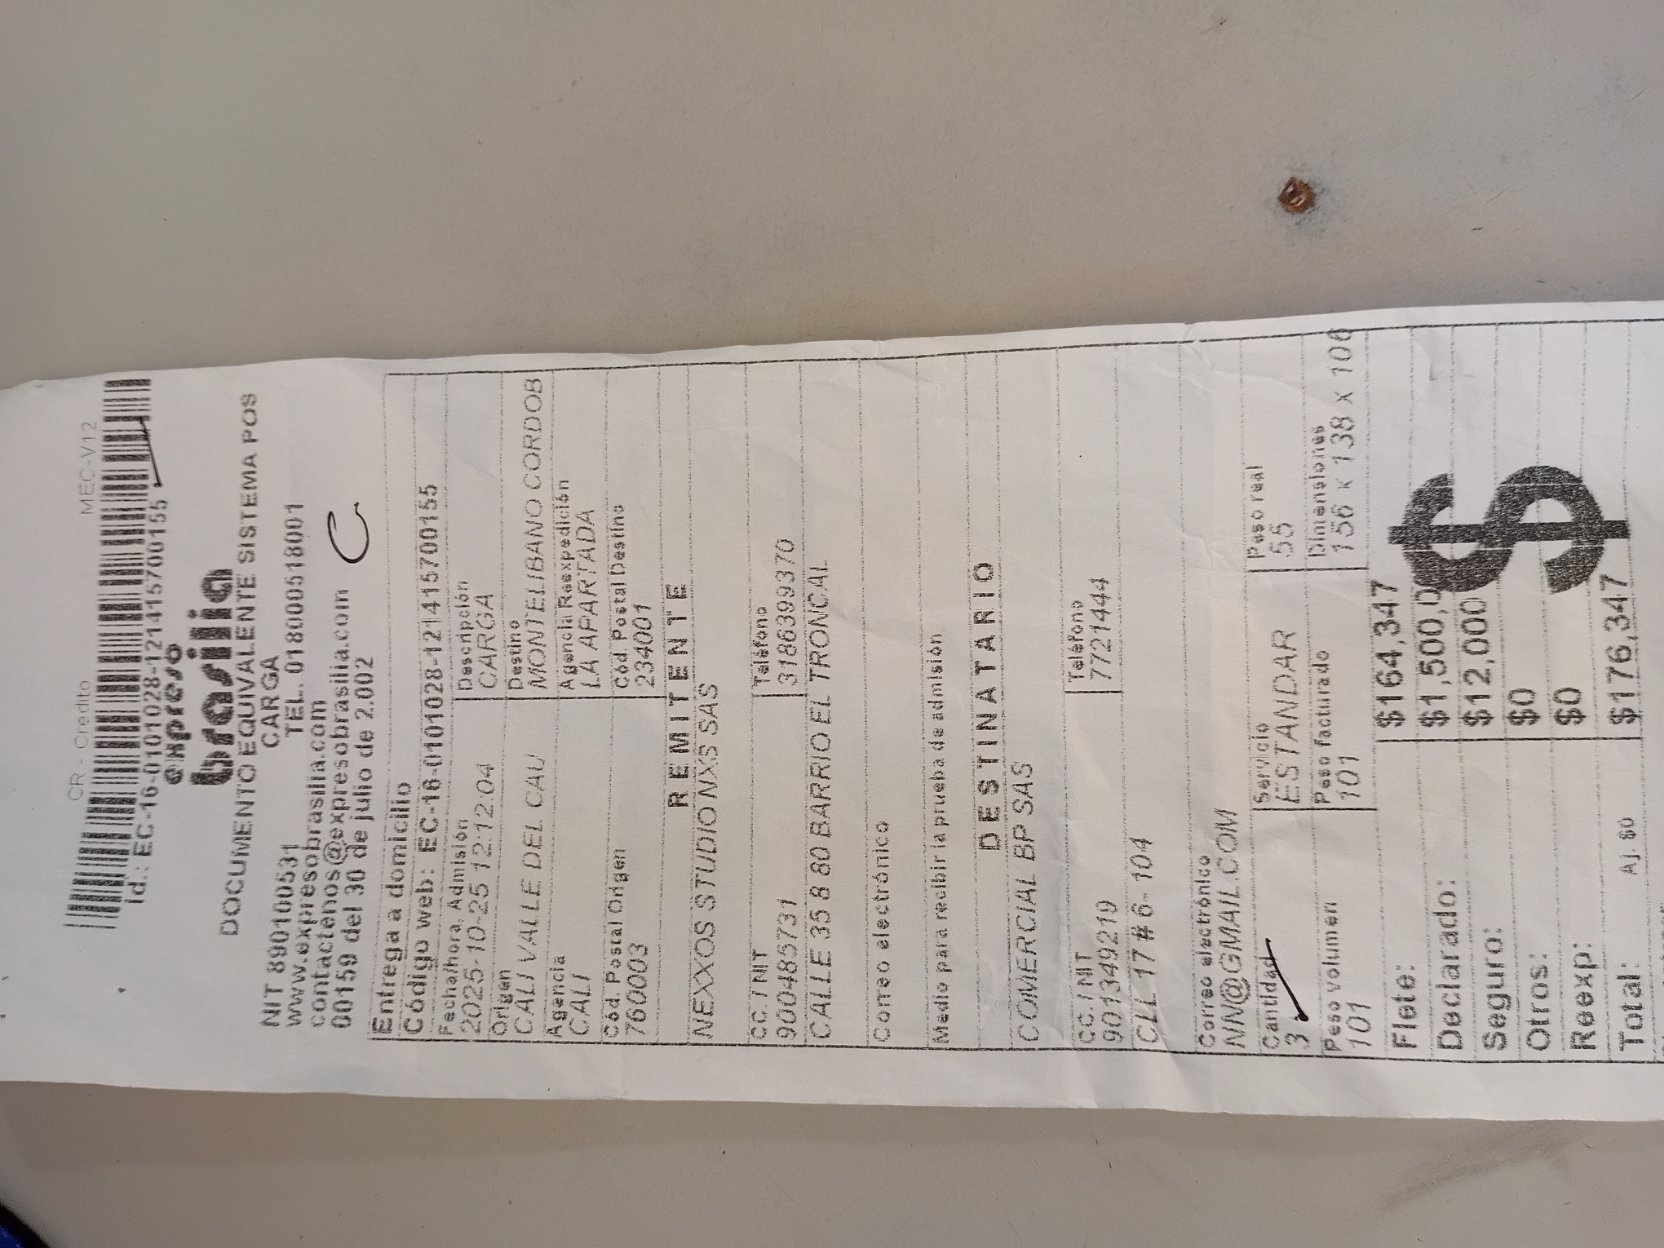 CR - Credito MEC-V12
id.: EC-16-0101028-1214415700155
expreso
brasilia
DOCUMENTO EQUIVALENTE SISTEMA POS
CARGA
NIT 890100531 TEL. 018000518001
www.expresobrasilia.com
contactenos@expresobrasilia.com
00159 del 30 de julio de 2.002
Entrega a domicilio
Código web: EC-16-0101028-1214415700155
Fecha/hora. Admisión Descripción
2025-10-25 12:12:04 CARGA
Origen Destino
CALI VALLE DEL CAU MONTELIBANO CORDOB
Agencia Agencia Reexpedición
CALI LA APARTADA
Cód. Postal Origen Cód. Postal Destino
760003 234001
REMITENTE
NEXXOS STUDIO NXS SAS
CC. / NIT Teléfono
900485731 3186399370
CALLE 35 8 80 BARRIO EL TRONCAL
Correo electrónico
Medio para recibir la prueba de admisión
DESTINATARIO
COMERCIAL BP SAS
CC. / NIT Teléfono
901349219 7721444
CLL 17 # 6- 104
Correo electrónico
NN@GMAIL.COM
Cantidad Servicio Peso real
3 ESTANDAR 55
Peso volumen Peso facturado Dimensiones
101 101 156 x 138 x 106
Flete: $164,347
Declarado: $1,500,0
Seguro: $12,000
Otros: $0
Reexp: $0
Total: Aj. $0 $176,347
$